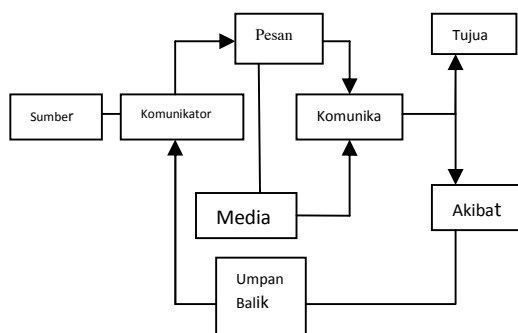 Pesan
Tujua
Sumber
Komunikator
Komunika
Media
Akibat
Umpan
Balik